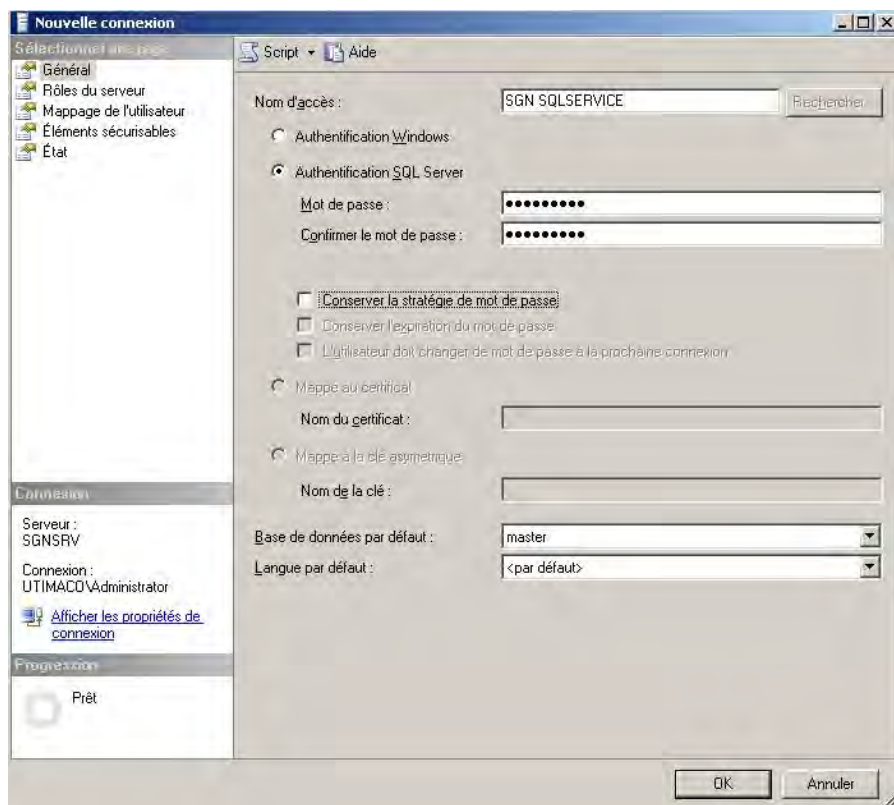 Nouvelle connexion
Sélectionner une page
Général
Rôles du serveur
Mappage de l'utilisateur
Éléments sécurisables
État
Connexion
Serveur :
SGNSRV
Connexion :
UTIMACO\Administrator
Afficher les propriétés de
connexion
Progression
Prêt
Script
Aide
Nom d'accès :
SGN SQLSERVICE
Rechercher
Authentification Windows
Authentification SQL Server
Mot de passe :
●●●●●●●●●
Confirmer le mot de passe :
●●●●●●●●●
Conserver la stratégie de mot de passe
Conserver l'expiration du mot de passe
L'utilisateur doit changer de mot de passe à la prochaine connexion
Mappé au certificat
Nom du certificat :
Mappé à la clé asymétrique
Nom de la clé :
Base de données par défaut :
master
Langue par défaut :
<par défaut>
OK
Annuler